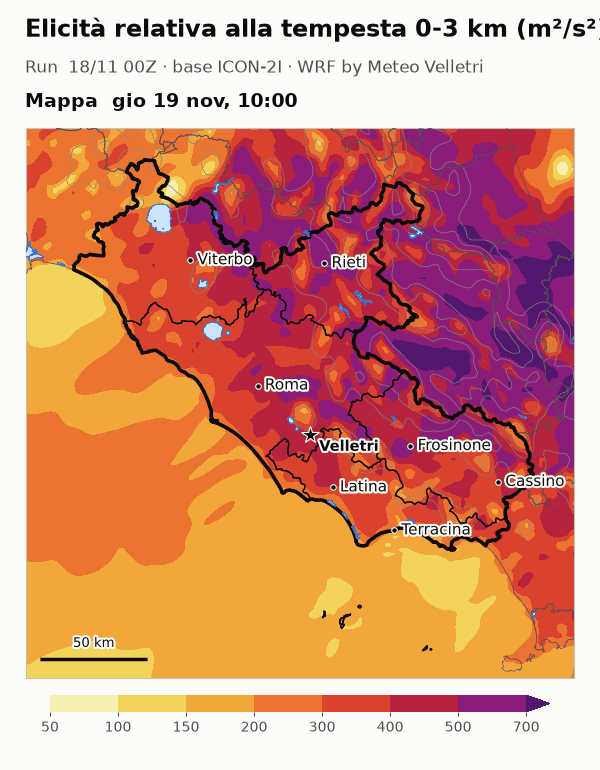 Elicità relativa alla tempesta 0-3 km (m²/s²)
Run 18/11 00Z · base ICON-2I · WRF by Meteo Velletri
Mappa gio 19 nov, 10:00
Viterbo
Rieti
Roma
Velletri
Frosinone
Cassino
Latina
Terracina
50 km
50 100 150 200 300 400 500 700